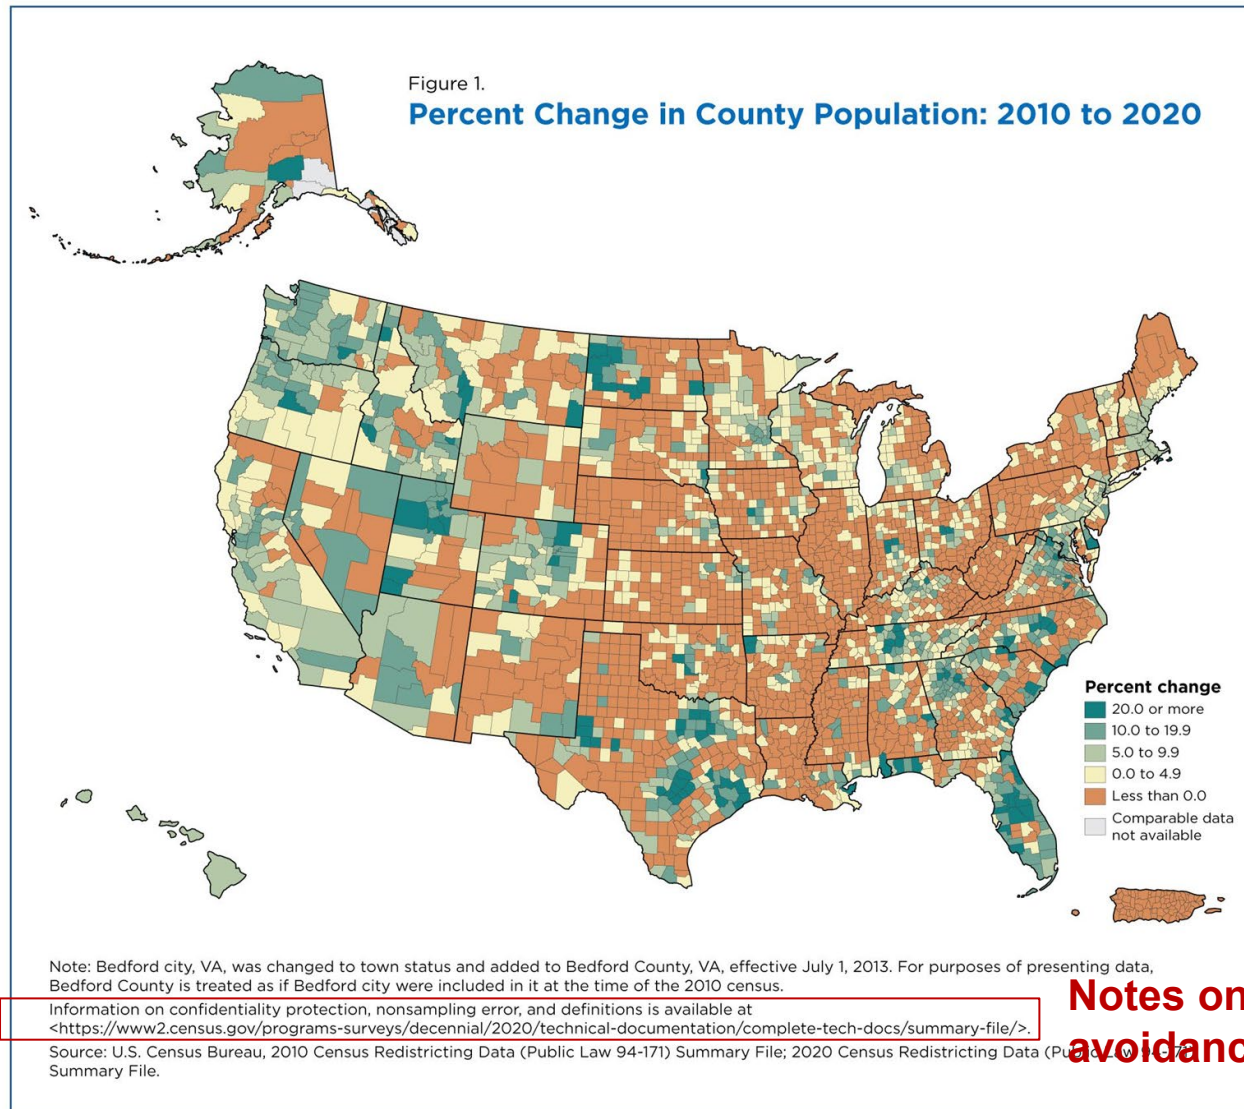 Figure 1.
Percent Change in County Population: 2010 to 2020
Percent change
20.0 or more
10.0 to 19.9
5.0 to 9.9
0.0 to 4.9
Less than 0.0
Comparable data
not available
Note: Bedford city, VA, was changed to town status and added to Bedford County, VA, effective July 1, 2013. For purposes of presenting data,
Bedford County is treated as if Bedford city were included in it at the time of the 2010 census.
Information on confidentiality protection, nonsampling error, and definitions is available at
<https://www2.census.gov/programs-surveys/decennial/2020/technical-documentation/complete-tech-docs/summary-file/>.
Notes on
avoidanc
Source: U.S. Census Bureau, 2010 Census Redistricting Data (Public Law 94-171) Summary File; 2020 Census Redistricting Data (Public Law 94-171)
Summary File.